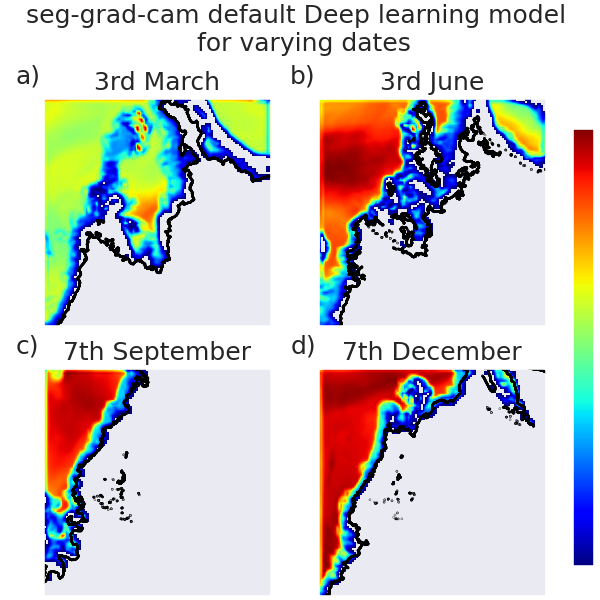 seg-grad-cam default Deep learning model
for varying dates
a) 3rd March
b) 3rd June
c) 7th September
d) 7th December